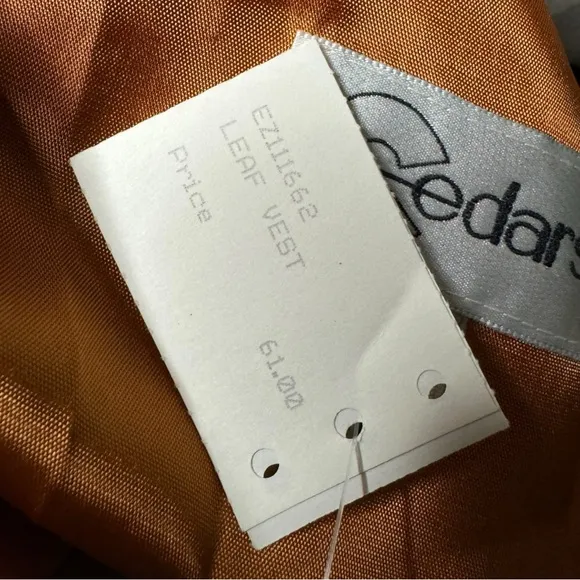 EZ111662
LEAF VEST
Price
61.00
edars